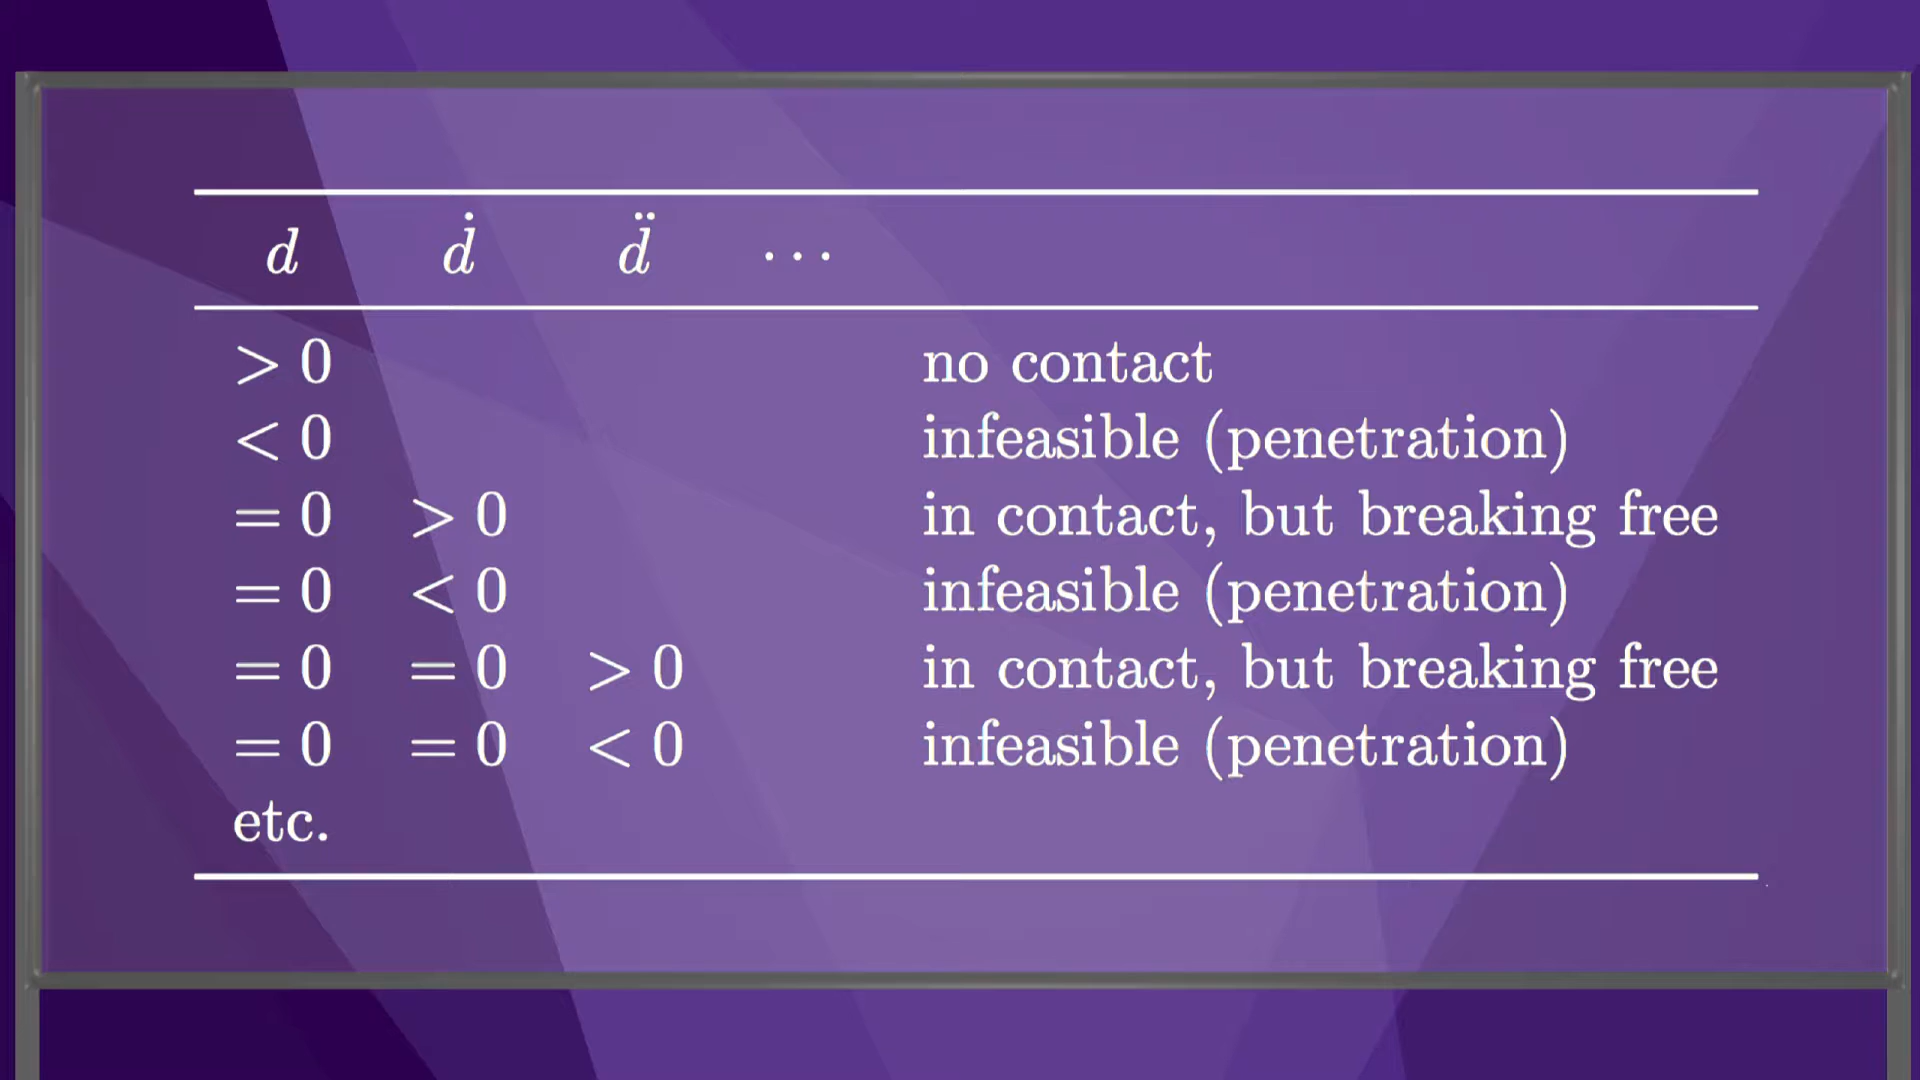 d ḋ d̈ ⋯
> 0 no contact
< 0 infeasible (penetration)
= 0 > 0 in contact, but breaking free
= 0 < 0 infeasible (penetration)
= 0 = 0 > 0 in contact, but breaking free
= 0 = 0 < 0 infeasible (penetration)
etc.